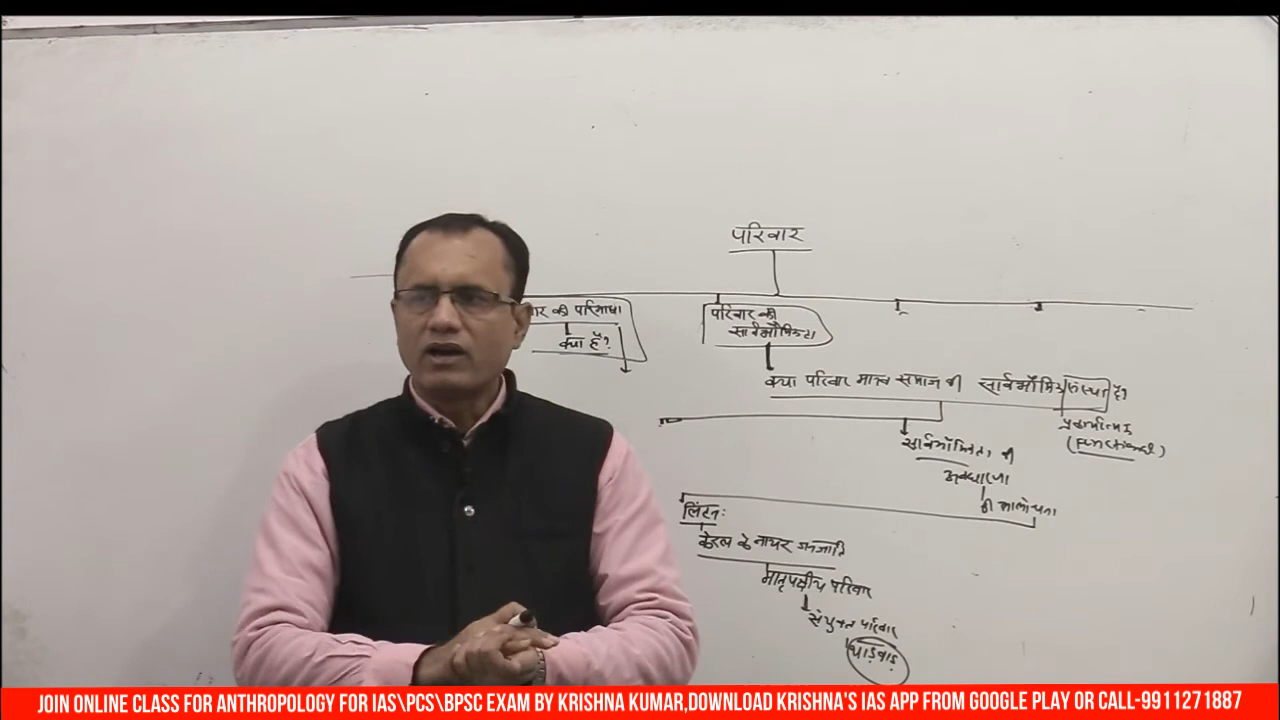 परिवार
की परिभाषा
क्या है?
परिवार की
सार्वभौमिकता
क्या परिवार मानव समाज की सार्वभौमिक संस्था है?
प्रकार्यात्मक
(Functional)
सार्वभौमिकता की
अवधारणा
की आलोचना
लिंटन:
केरल के नायर जनजाति
मातृपक्षीय परिवार
संयुक्त परिवार
थाड़वाड़
JOIN ONLINE CLASS FOR ANTHROPOLOGY FOR IAS\PCS\BPSC EXAM BY KRISHNA KUMAR,DOWNLOAD KRISHNA'S IAS APP FROM GOOGLE PLAY OR CALL-9911271887